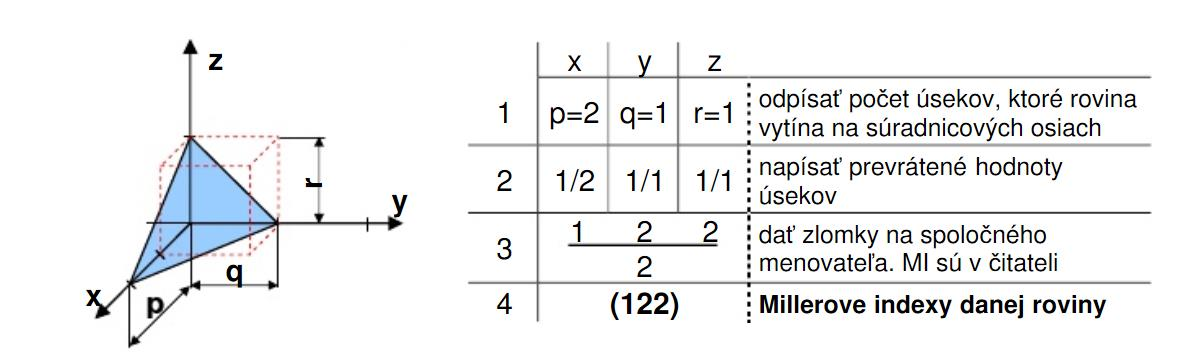 z
y
x
p
q
r
x y z
1 p=2 q=1 r=1 odpísať počet úsekov, ktoré rovina
vytína na súradnicových osiach
2 1/2 1/1 1/1 napísať prevrátené hodnoty
úsekov
3 1 2 2 dať zlomky na spoločného
2 menovateľa. MI sú v čitateli
4 (122) Millerove indexy danej roviny